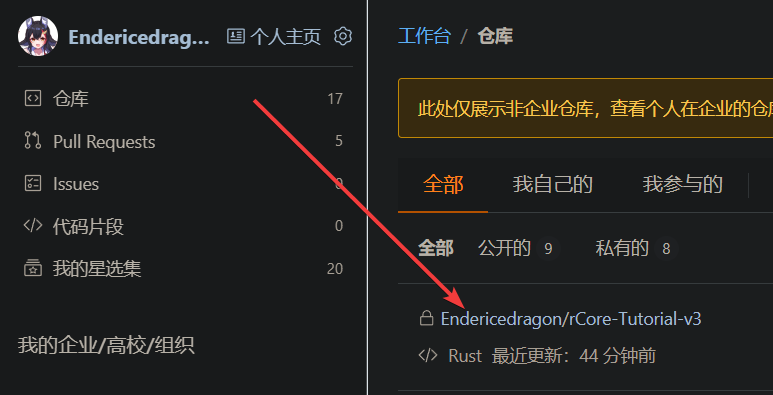 Endericedrag... 个人主页
仓库 17
Pull Requests 5
Issues 0
代码片段 0
我的星选集 20
我的企业/高校/组织
工作台 / 仓库
此处仅展示非企业仓库，查看个人在企业的仓
全部 我自己的 我参与的
全部 公开的 9 私有的 8
Endericedragon/rCore-Tutorial-v3
Rust 最近更新：44 分钟前